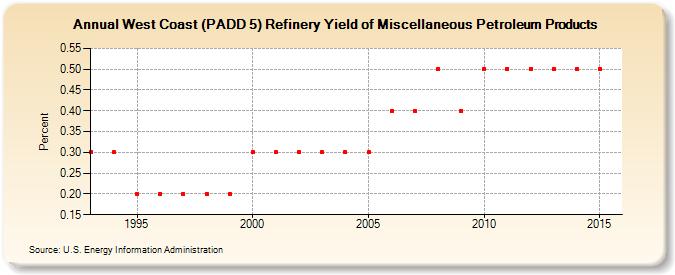 Annual West Coast (PADD 5) Refinery Yield of Miscellaneous Petroleum Products
Percent
0.55
0.50
0.45
0.40
0.35
0.30
0.25
0.20
0.15
1995 2000 2005 2010 2015
Source: U.S. Energy Information Administration